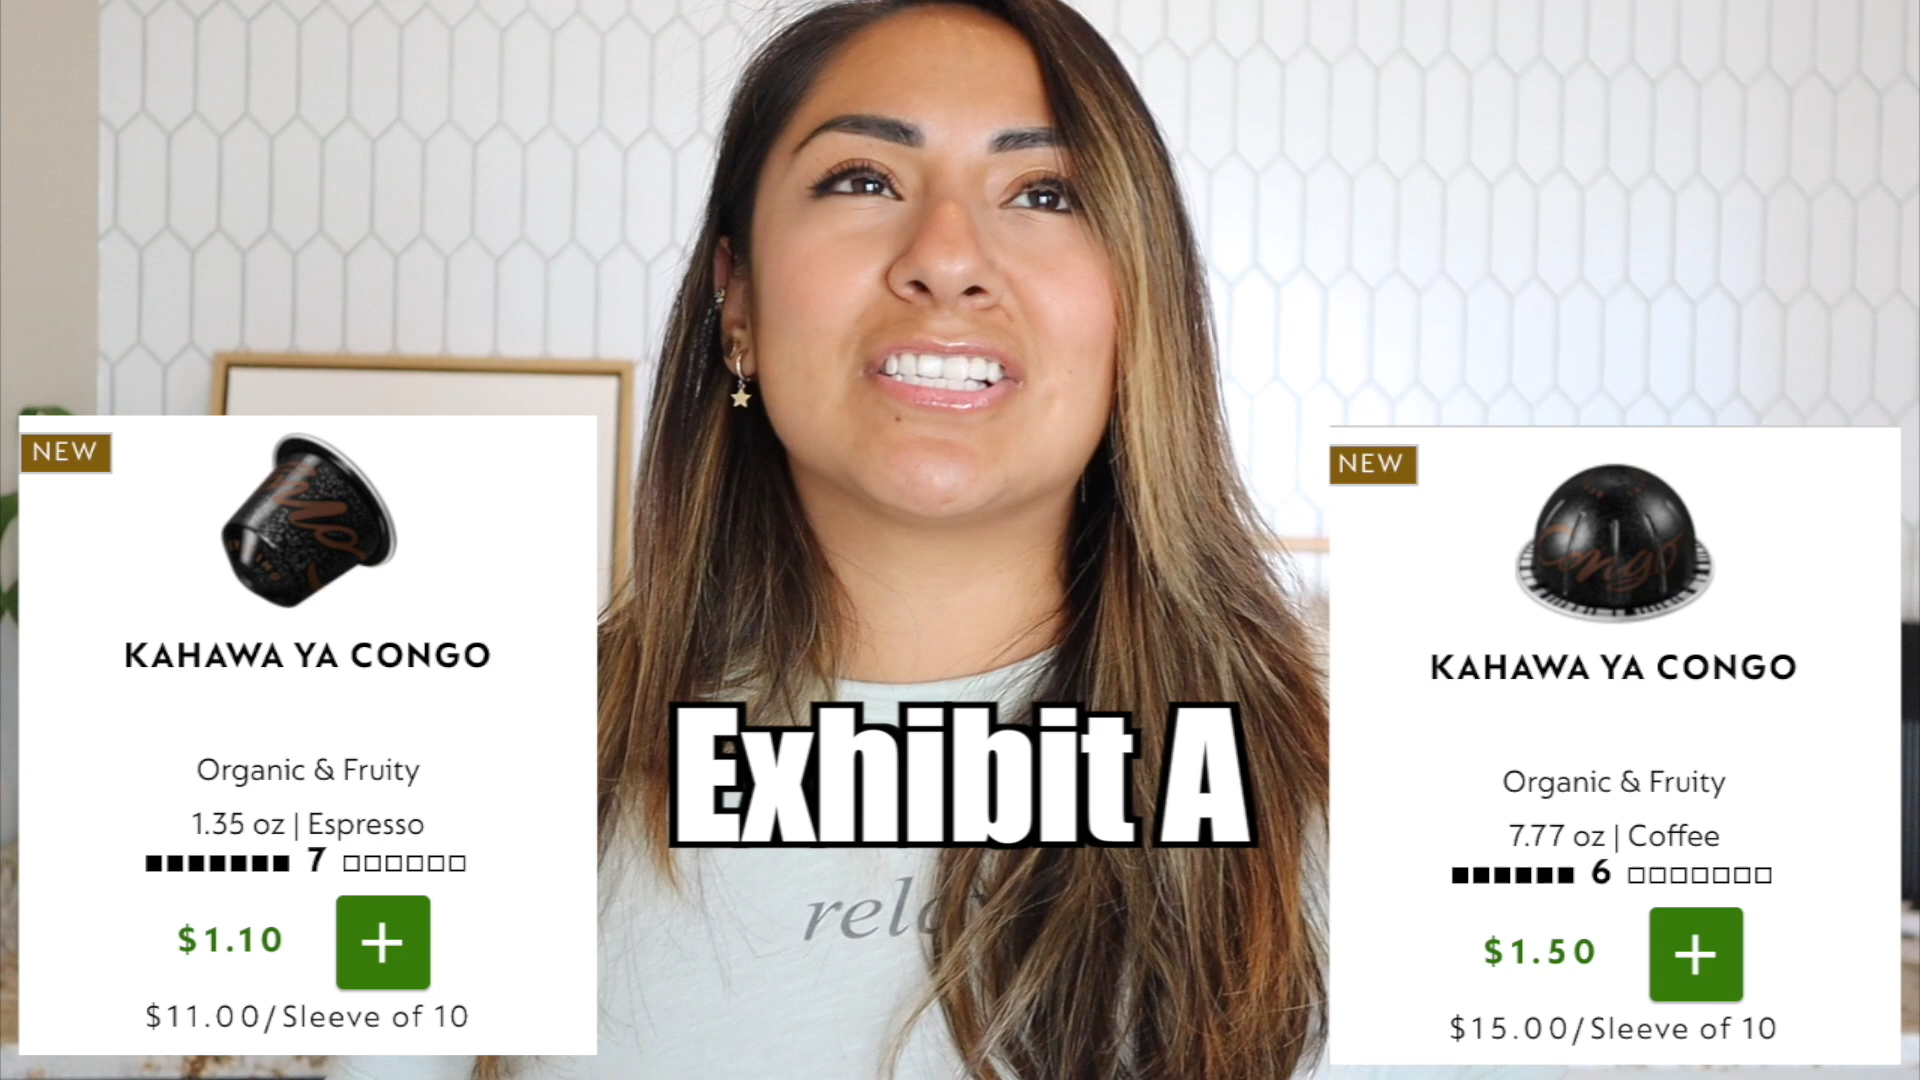 NEW
KAHAWA YA CONGO
Organic & Fruity
1.35 oz | Espresso
7
$1.10
+
$11.00/Sleeve of 10
Exhibit A
NEW
Congo
KAHAWA YA CONGO
Organic & Fruity
7.77 oz | Coffee
6
$1.50
+
$15.00/Sleeve of 10